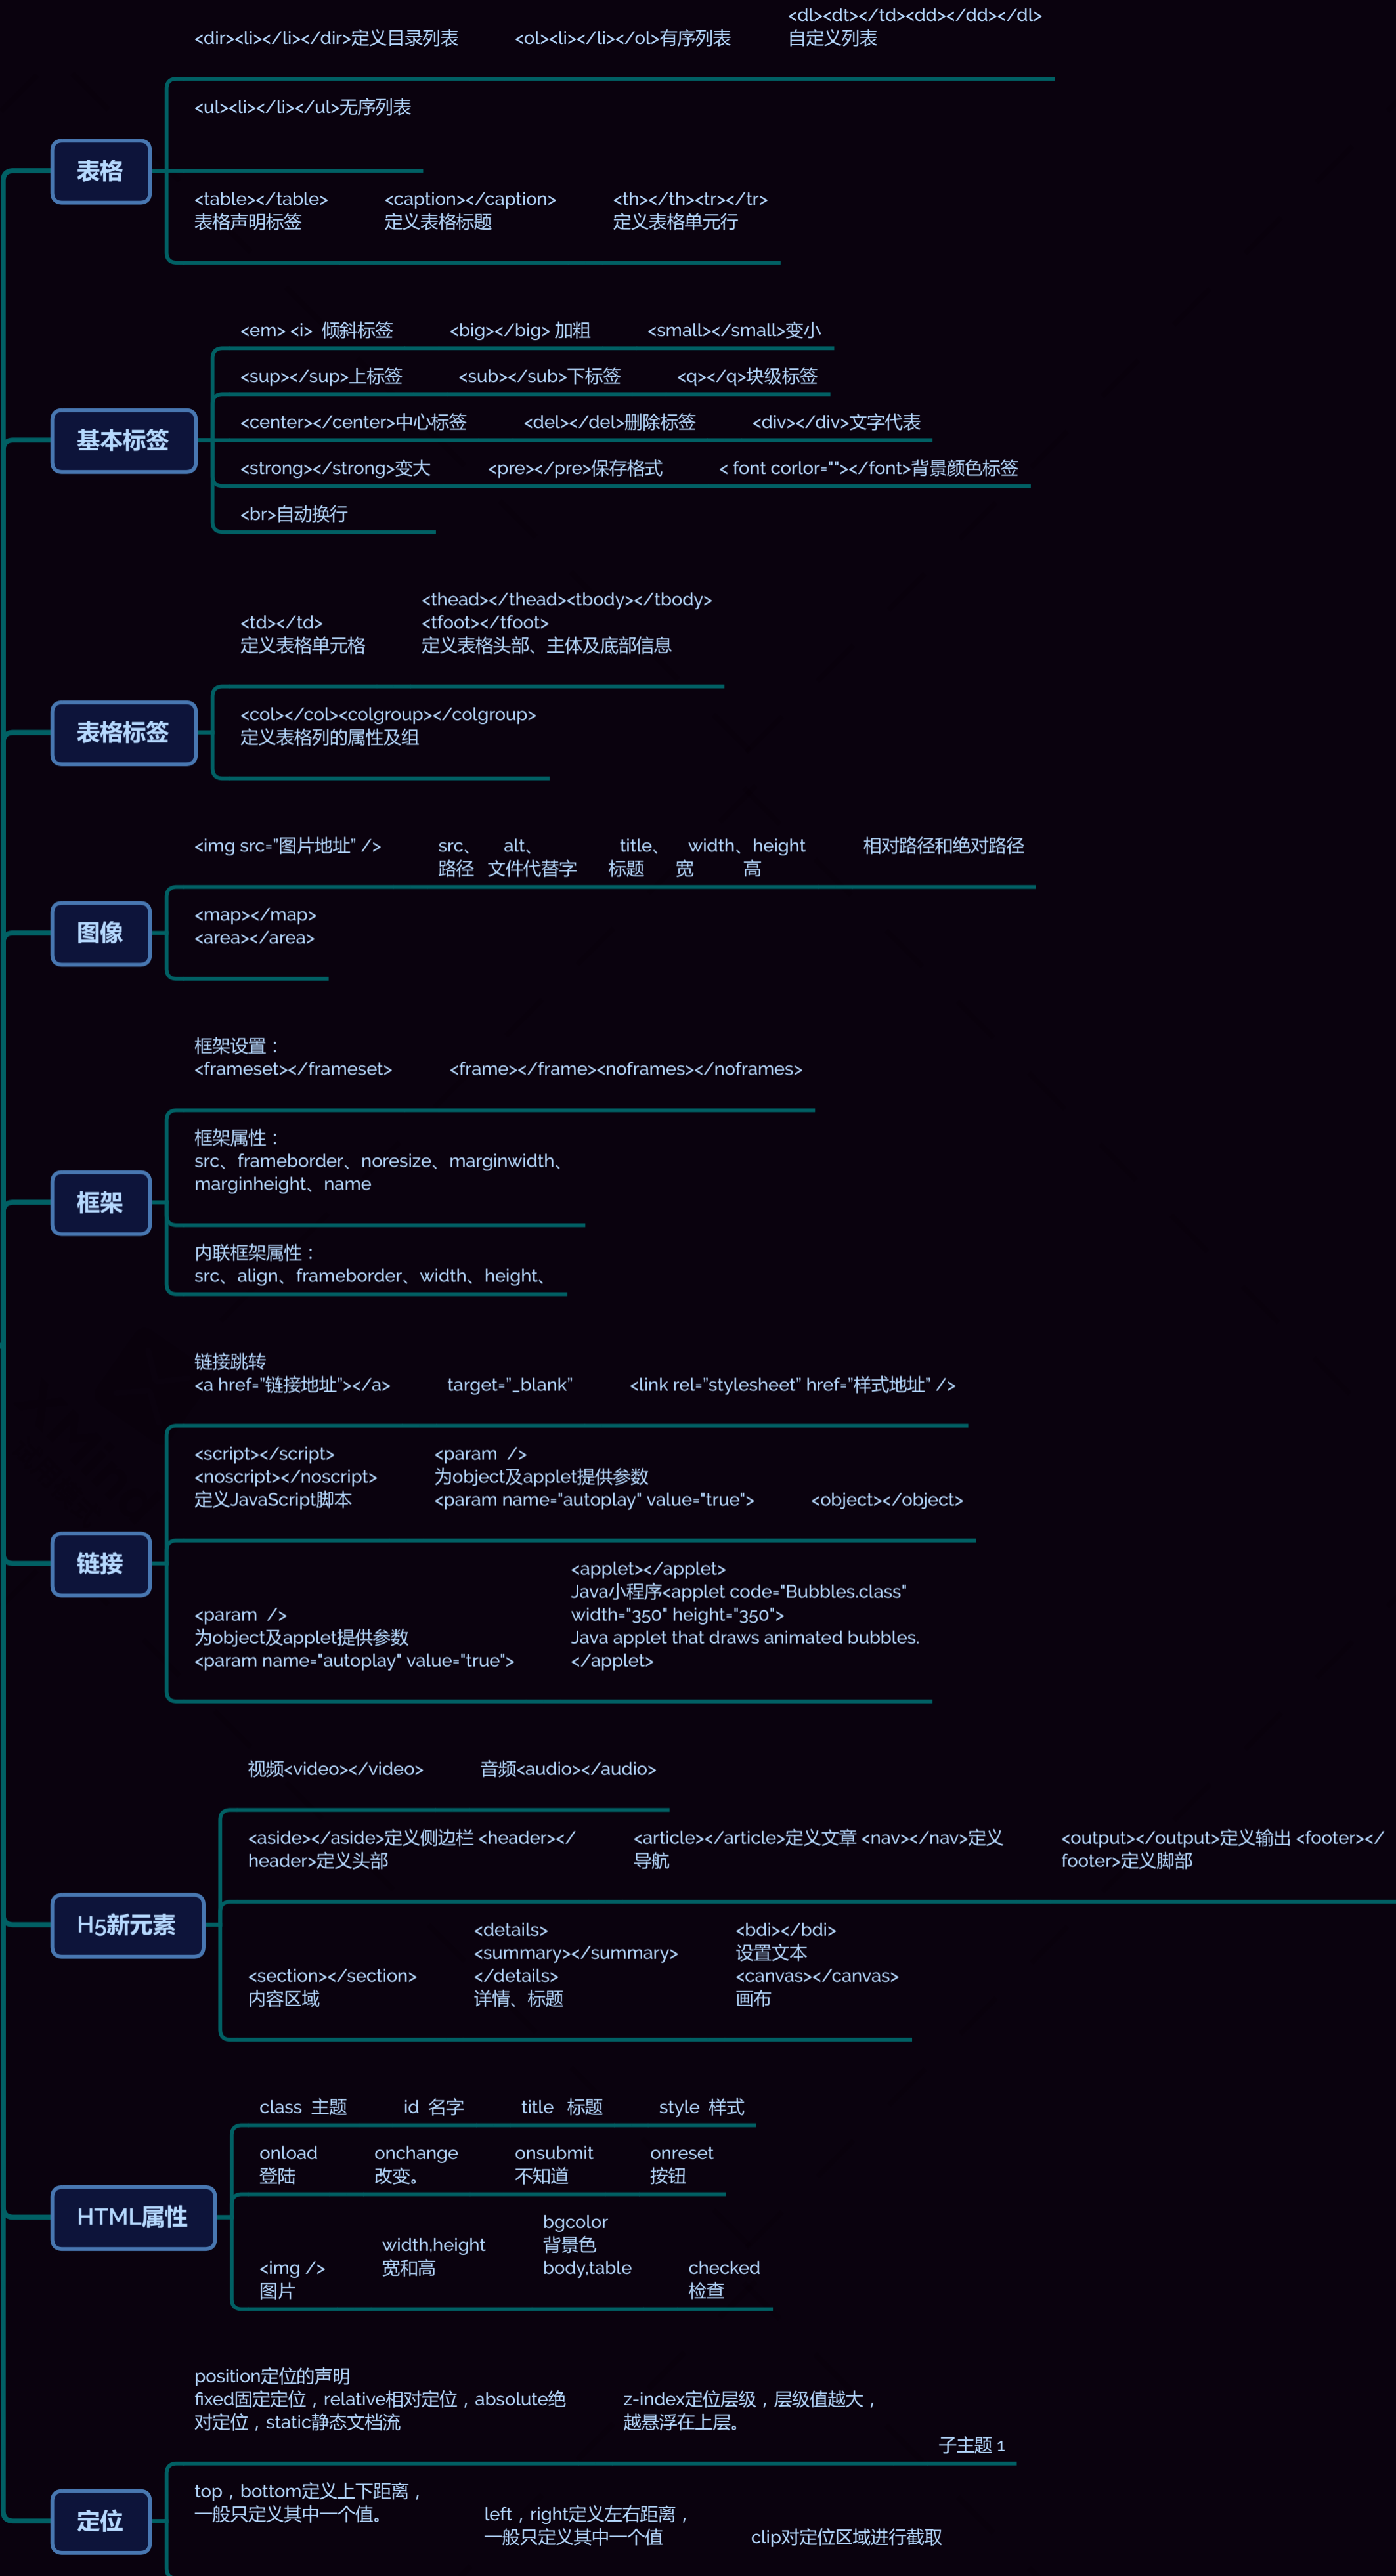 <dl><dt></td><dd></dd></dl>
<dir><li></li></dir>定义目录列表 <ol><li></li></ol>有序列表 自定义列表
<ul><li></li></ul>无序列表
表格
<table></table> <caption></caption> <th></th><tr></tr>
表格声明标签 定义表格标题 定义表格单元行
<em> <i> 倾斜标签 <big></big> 加粗 <small></small>变小
<sup></sup>上标签 <sub></sub>下标签 <q></q>块级标签
<center></center>中心标签 <del></del>删除标签 <div></div>文字代表
基本标签
<strong></strong>变大 <pre></pre>保存格式 < font corlor=""></font>背景颜色标签
<br>自动换行
<thead></thead><tbody></tbody>
<td></td> <tfoot></tfoot>
定义表格单元格 定义表格头部、主体及底部信息
表格标签
<col></col><colgroup></colgroup>
定义表格列的属性及组
<img src=”图片地址” /> src、 alt、 title、 width、height 相对路径和绝对路径
路径 文件代替字 标题 宽 高
图像
<map></map>
<area></area>
框架设置：
<frameset></frameset> <frame></frame><noframes></noframes>
框架属性：
src、frameborder、noresize、marginwidth、
marginheight、name
框架
内联框架属性：
src、align、frameborder、width、height、
链接跳转
<a href=”链接地址”></a> target=”_blank” <link rel=”stylesheet” href=”样式地址” />
<script></script> <param  />
<noscript></noscript> 为object及applet提供参数
定义JavaScript脚本 <param name="autoplay" value="true"> <object></object>
链接
<applet></applet>
Java小程序<applet code="Bubbles.class"
<param  /> width="350" height="350">
为object及applet提供参数 Java applet that draws animated bubbles.
<param name="autoplay" value="true"> </applet>
视频<video></video> 音频<audio></audio>
<aside></aside>定义侧边栏 <header></ <article></article>定义文章 <nav></nav>定义 <output></output>定义输出 <footer></
header>定义头部 导航 footer>定义脚部
H5新元素
<details> <bdi></bdi>
<summary></summary> 设置文本
<section></section> </details> <canvas></canvas>
内容区域 详情、标题 画布
class 主题 id 名字 title 标题 style 样式
onload onchange onsubmit onreset
登陆 改变。 不知道 按钮
HTML属性
bgcolor
width,height 背景色
<img /> 宽和高 body,table checked
图片 检查
position定位的声明
fixed固定定位，relative相对定位，absolute绝 z-index定位层级，层级值越大，
对定位，static静态文档流 越悬浮在上层。
子主题 1
定位
top，bottom定义上下距离，
一般只定义其中一个值。 left，right定义左右距离，
一般只定义其中一个值 clip对定位区域进行截取